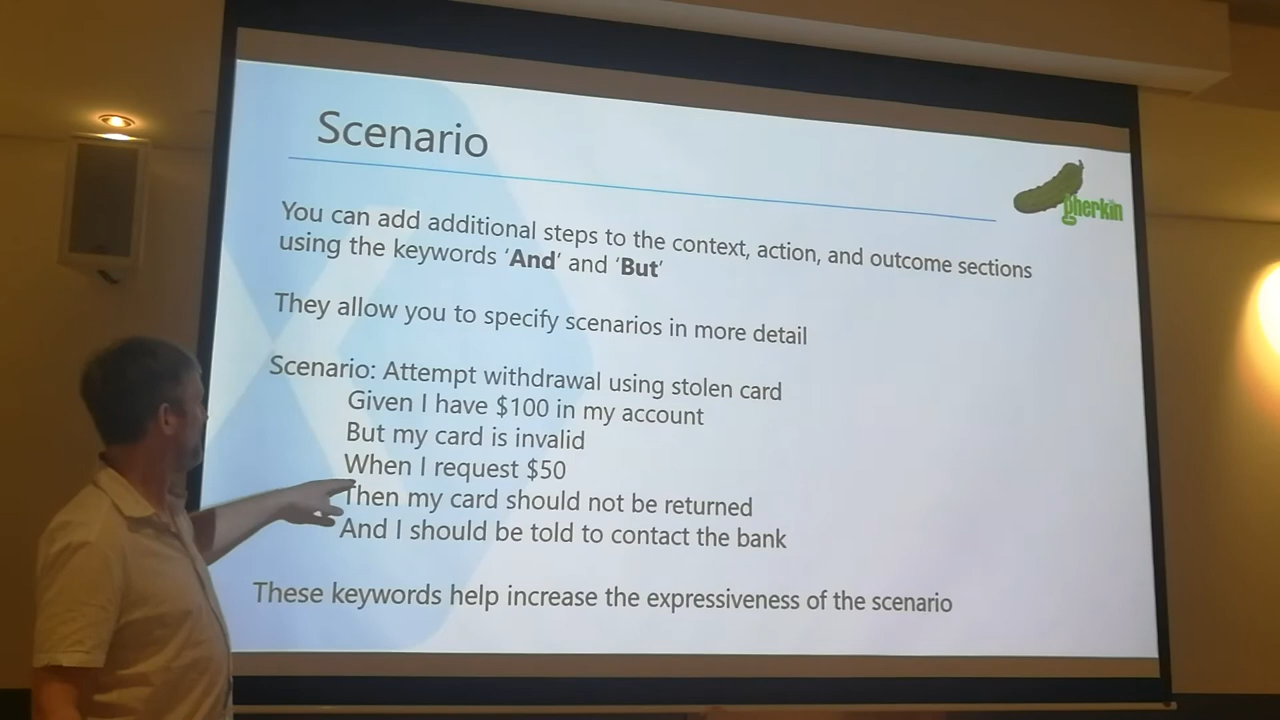 Scenario
gherkin
You can add additional steps to the context, action, and outcome sections
using the keywords ‘And’ and ‘But’
They allow you to specify scenarios in more detail
Scenario: Attempt withdrawal using stolen card
Given I have $100 in my account
But my card is invalid
When I request $50
Then my card should not be returned
And I should be told to contact the bank
These keywords help increase the expressiveness of the scenario